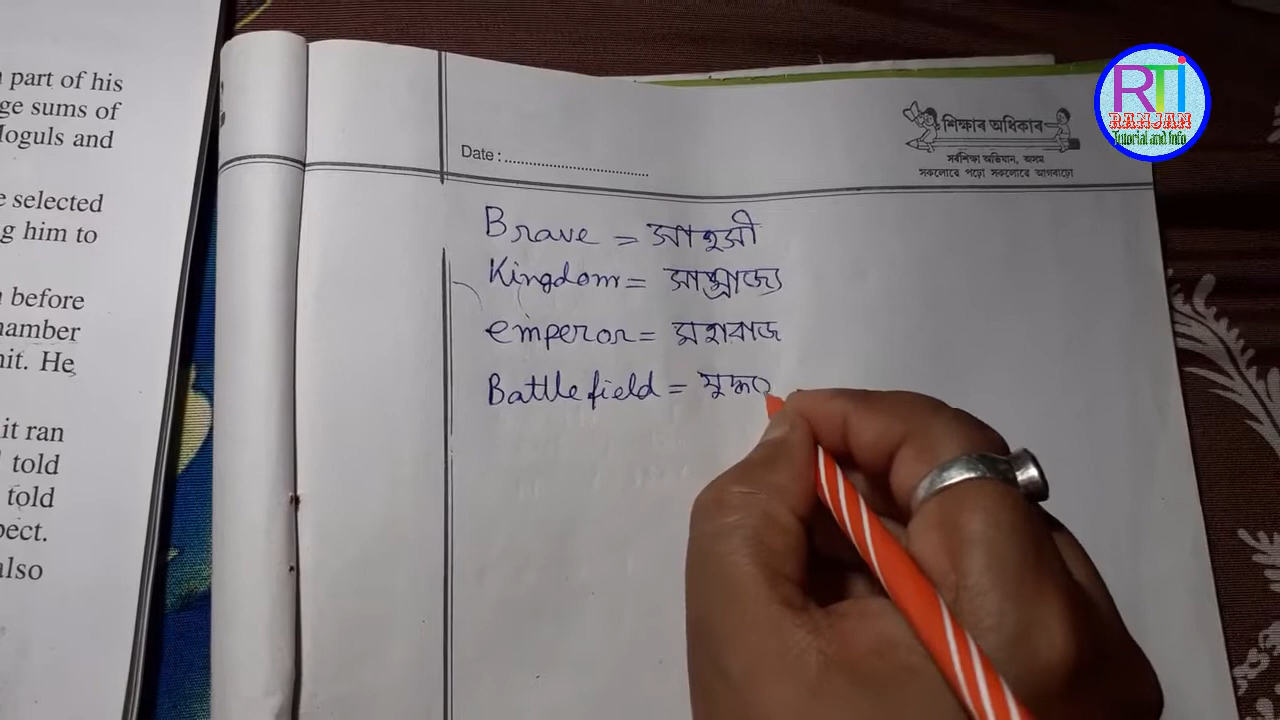 part of his
ge sums of
Moguls and
e selected
ng him to
before
hamber
nit. He
it ran
told
told
pect.
also
Date :
শিক্ষাৰ অধিকাৰ
সৰ্বশিক্ষা অভিযান, অসম
সকলোৱে পঢ়ো সকলোৱে আগবাঢ়ো
RTI
RANJAN
Tutorial and Info
Brave = সাহসী
Kingdom = সাম্ৰাজ্য
emperor = মহাৰাজ
Battlefield = যুদ্ধ